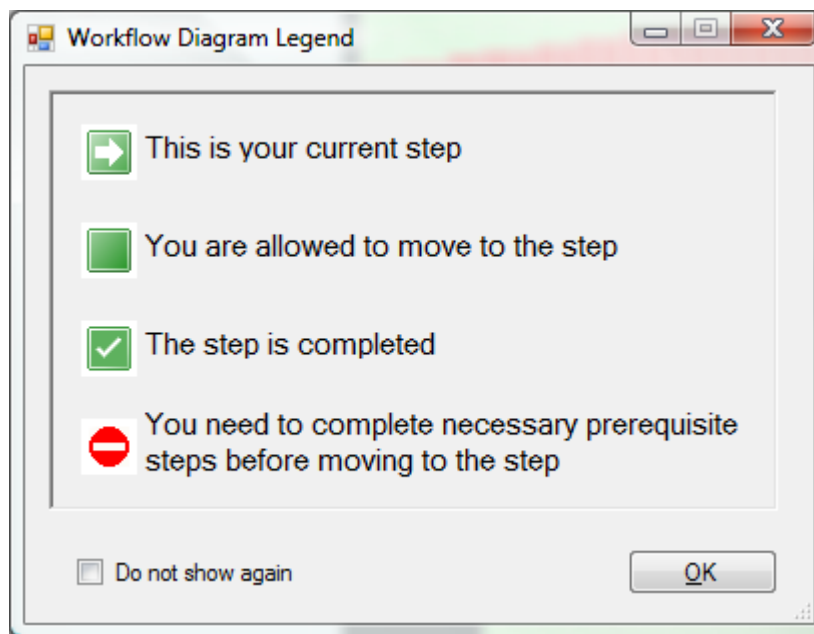 Workflow Diagram Legend
This is your current step
You are allowed to move to the step
The step is completed
You need to complete necessary prerequisite
steps before moving to the step
Do not show again
OK